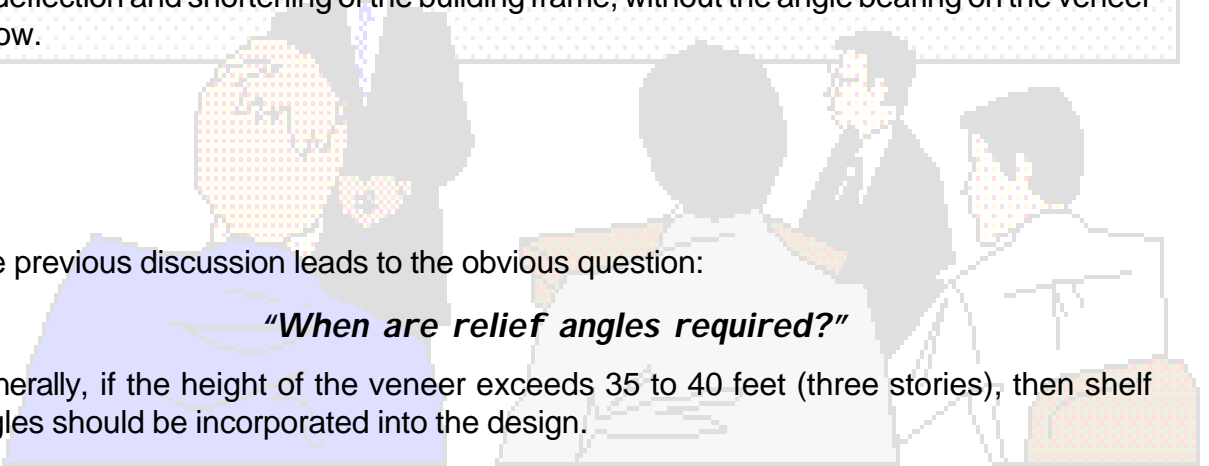 deflection and shortening of the building frame, without the angle bearing on the veneer
ow.
e previous discussion leads to the obvious question:
“When are relief angles required?”
nerally, if the height of the veneer exceeds 35 to 40 feet (three stories), then shelf
gles should be incorporated into the design.